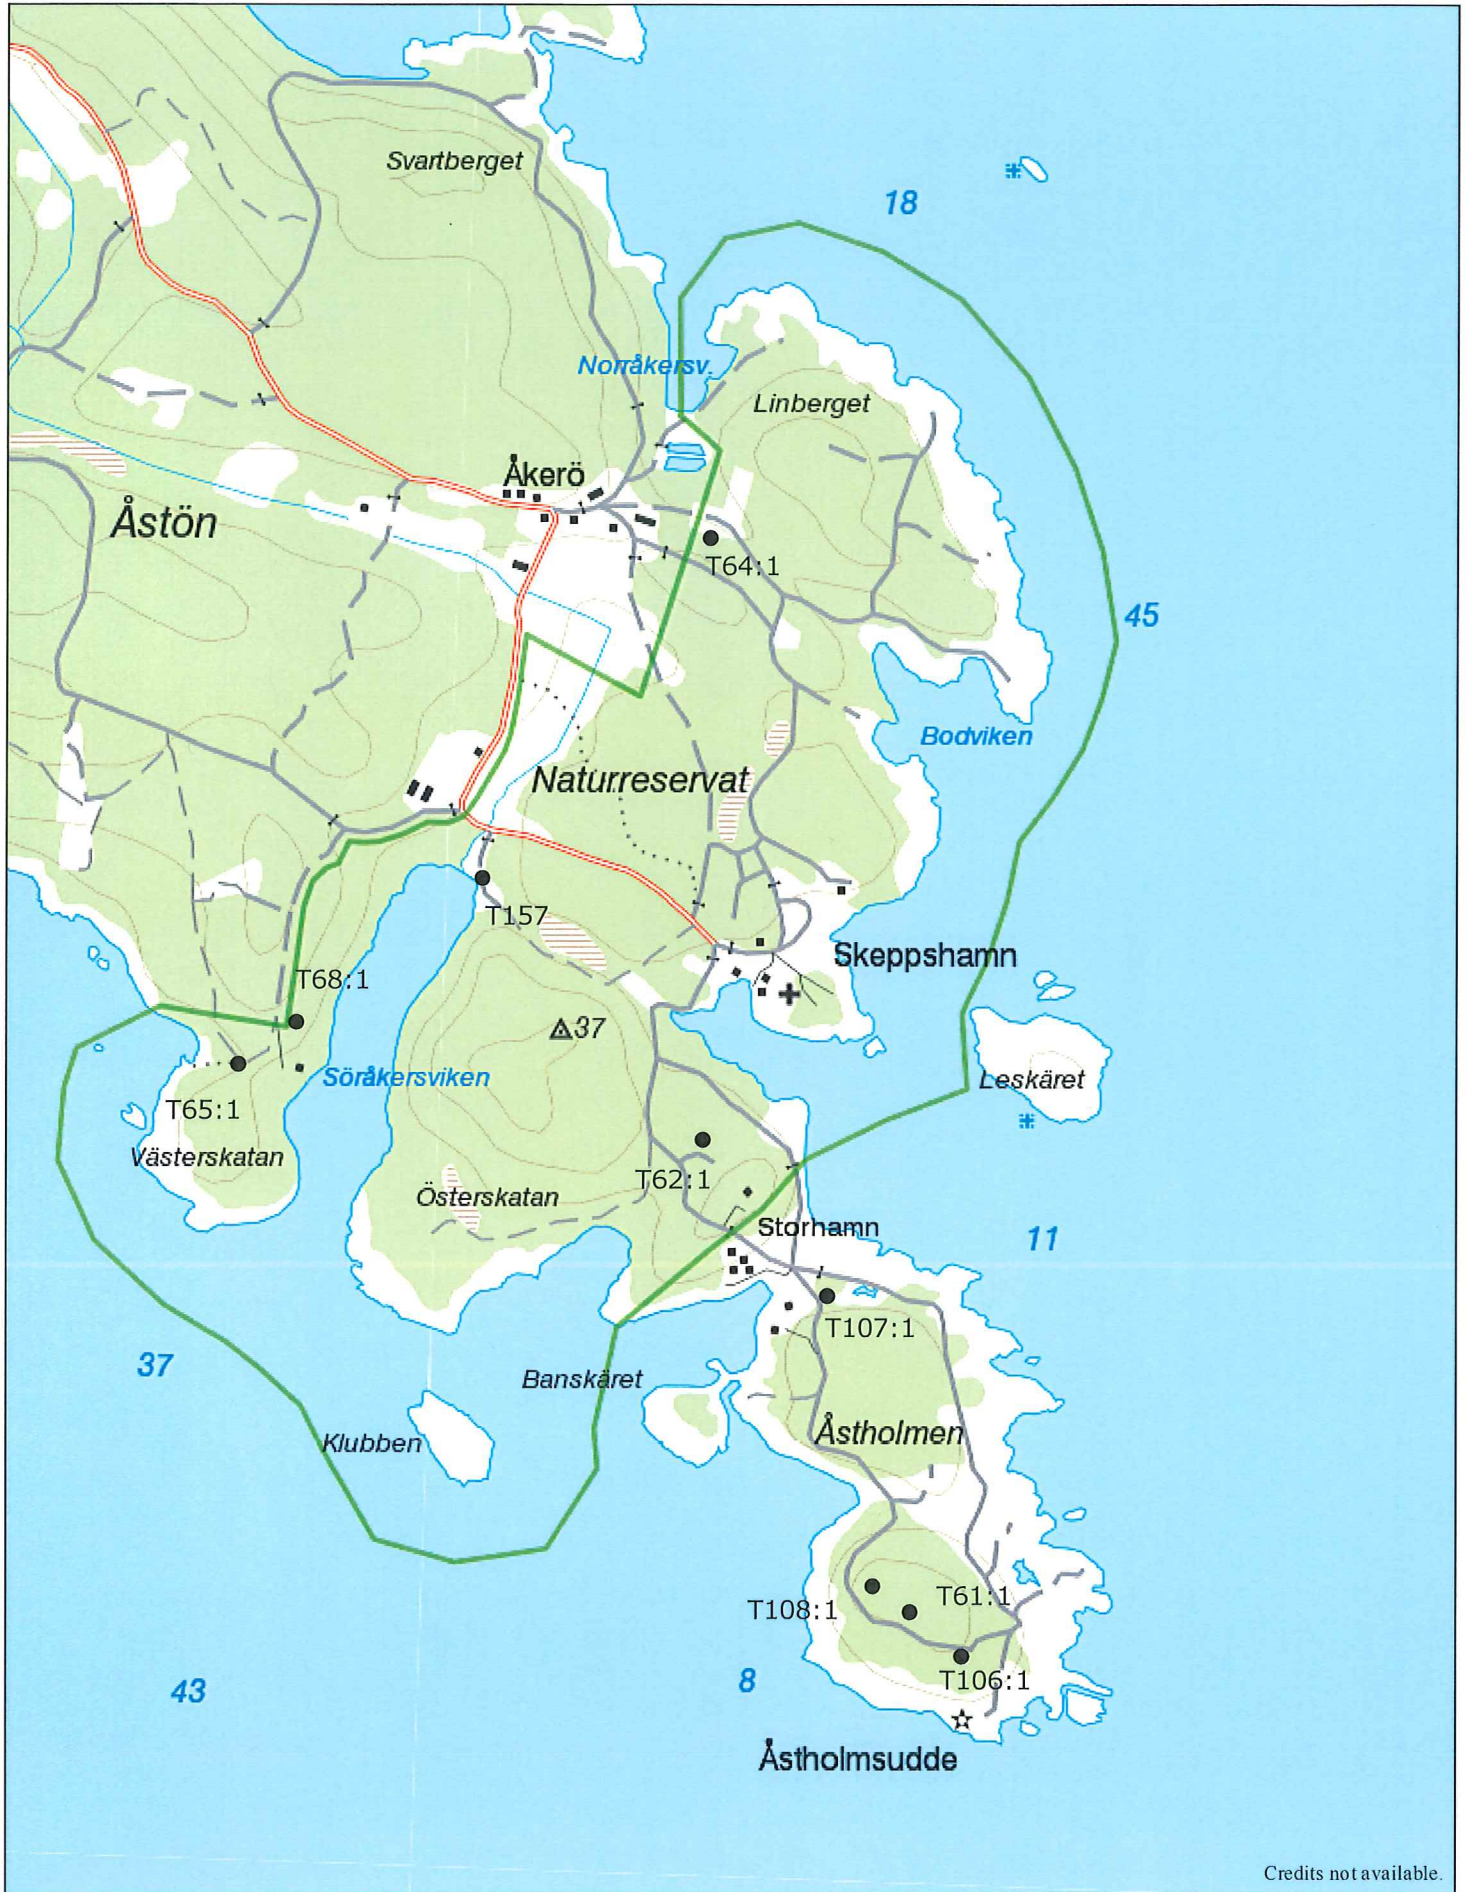 Svartberget
18
Norråkersv.
Linberget
Åkerö
Åstön
T64:1
45
Bodviken
Naturreservat
T157
Skeppshamn
T68:1
37
Söråkersviken
Leskäret
T65:1
Västerskatan
T62:1
Österskatan
Storhamn
11
T107:1
37
Banskäret
Klubben
Åstholmen
T61:1
T108:1
T106:1
43
8
Åstholmsudde
Credits not available.